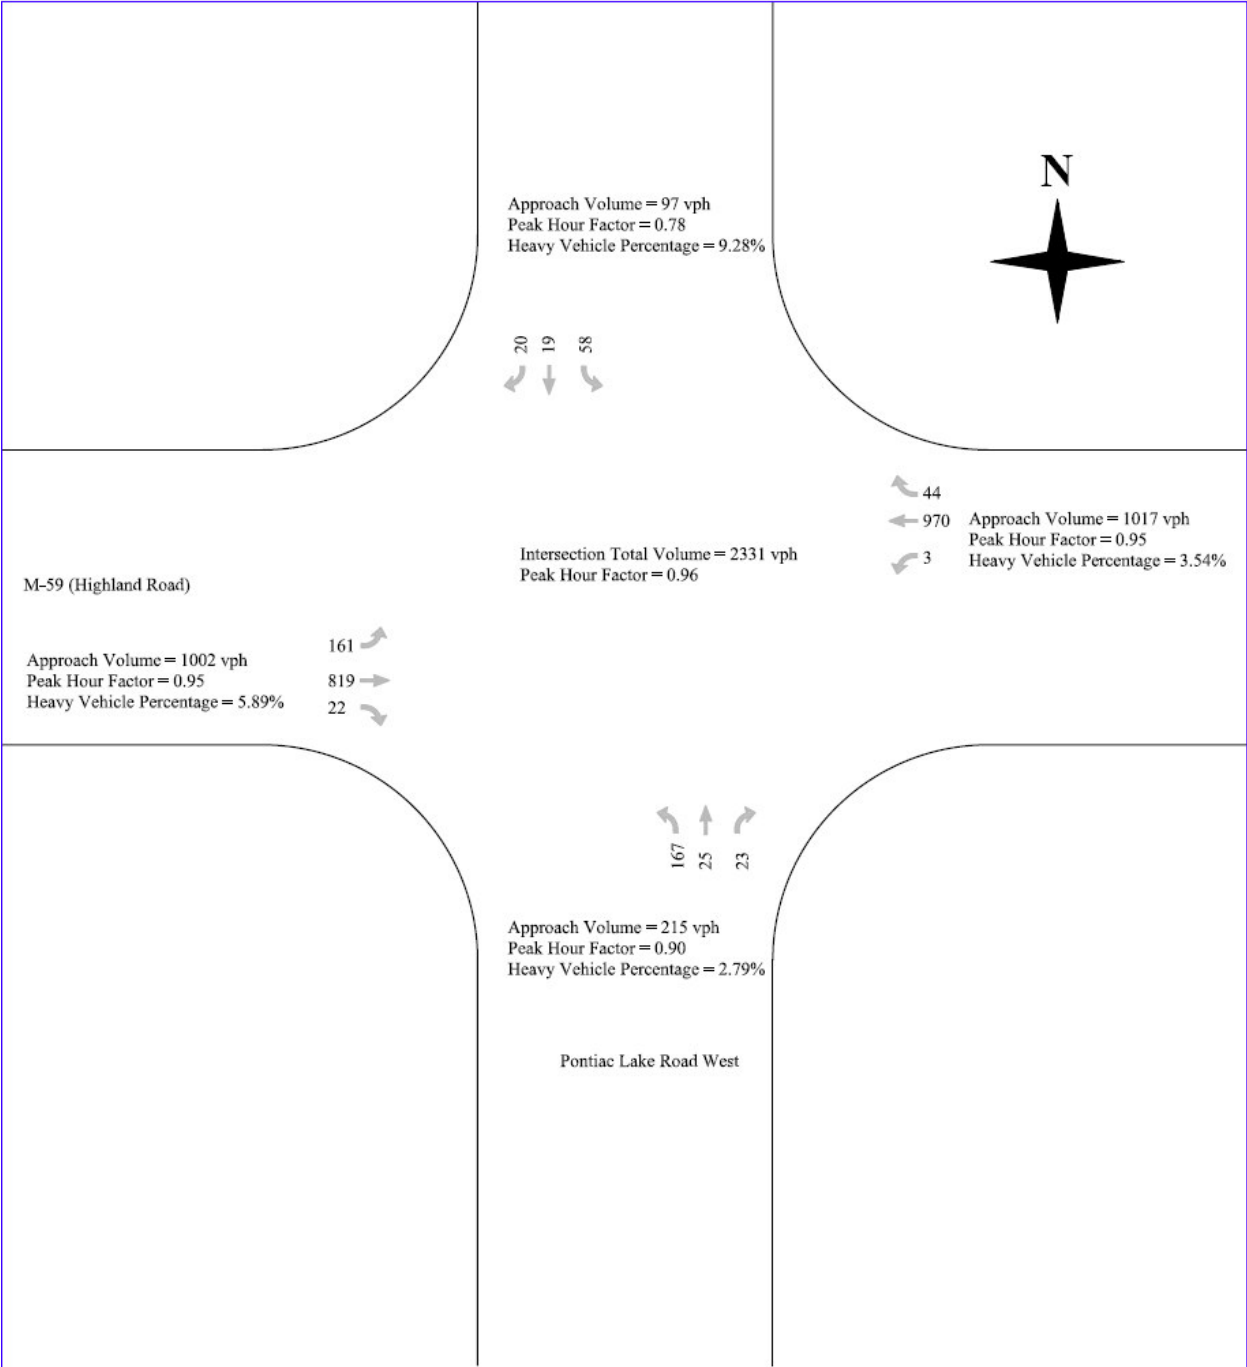 N
Approach Volume = 97 vph
Peak Hour Factor = 0.78
Heavy Vehicle Percentage = 9.28%
20 19 58
44
970
3
Approach Volume = 1017 vph
Peak Hour Factor = 0.95
Heavy Vehicle Percentage = 3.54%
Intersection Total Volume = 2331 vph
Peak Hour Factor = 0.96
M-59 (Highland Road)
Approach Volume = 1002 vph
Peak Hour Factor = 0.95
Heavy Vehicle Percentage = 5.89%
161
819
22
167 25 23
Approach Volume = 215 vph
Peak Hour Factor = 0.90
Heavy Vehicle Percentage = 2.79%
Pontiac Lake Road West